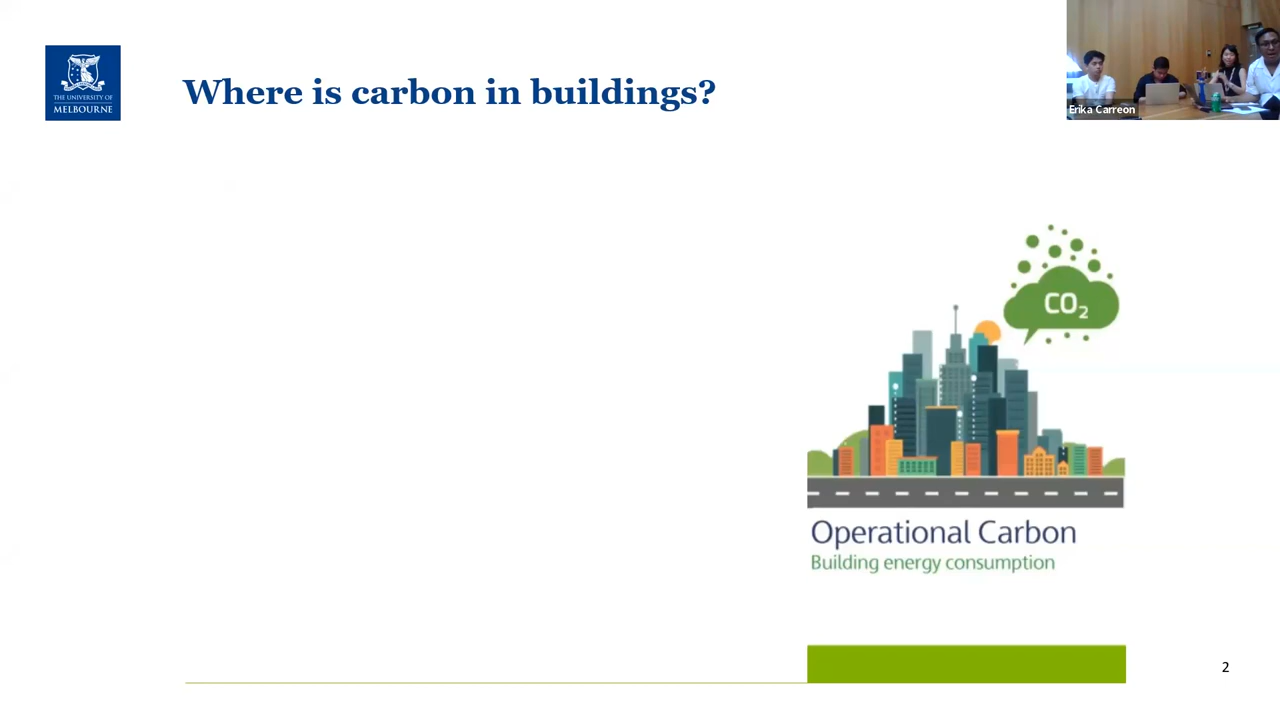 THE UNIVERSITY OF
MELBOURNE
Where is carbon in buildings?
Erika Carreon
CO₂
Operational Carbon
Building energy consumption
2